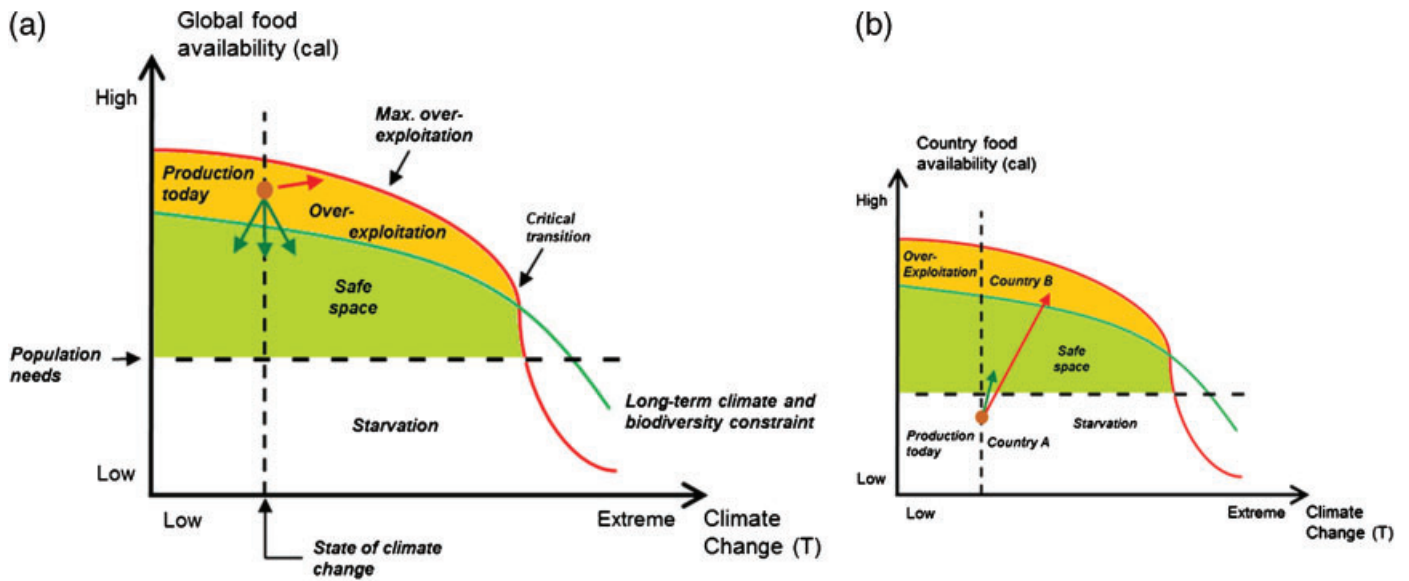 (a)
Global food
availability (cal)
High
Max. over-
exploitation
Production
today
Over-
exploitation
Critical
transition
Safe
space
Population
needs
Starvation
Long-term climate and
biodiversity constraint
Low
Low
Extreme
Climate
Change (T)
State of climate
change
(b)
Country food
availability (cal)
High
Over-
Exploitation
Country B
Safe
space
Production
today
Country A
Starvation
Low
Low
Extreme
Climate
Change (T)